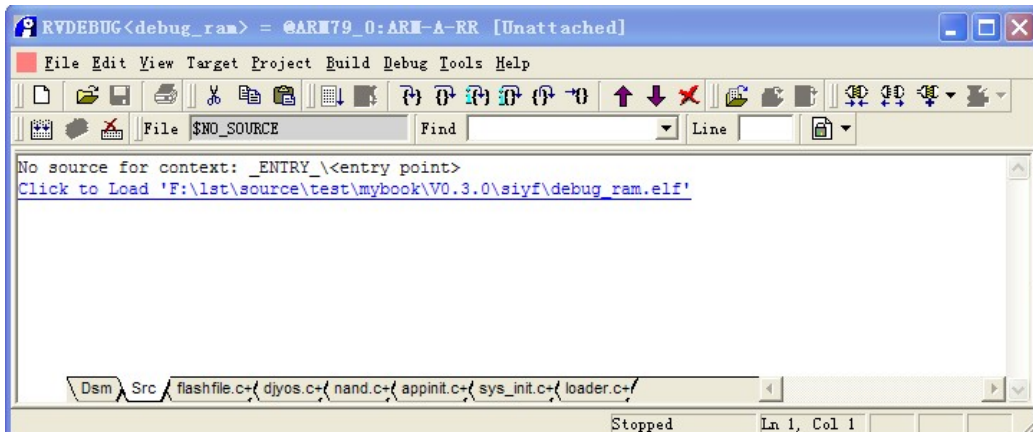 RVDEBUG<debug_ram> = @ARM79_0:ARM-A-RR [Unattached]
File Edit View Target Project Build Debug Tools Help
File $NO_SOURCE Find Line
No source for context: _ENTRY_\<entry point>
Click to Load 'F:\lst\source\test\mybook\V0.3.0\siyf\debug_ram.elf'
Dsm Src flashfile.c+ djyos.c+ nand.c+ appinit.c+ sys_init.c+ loader.c+
Stopped Ln 1, Col 1